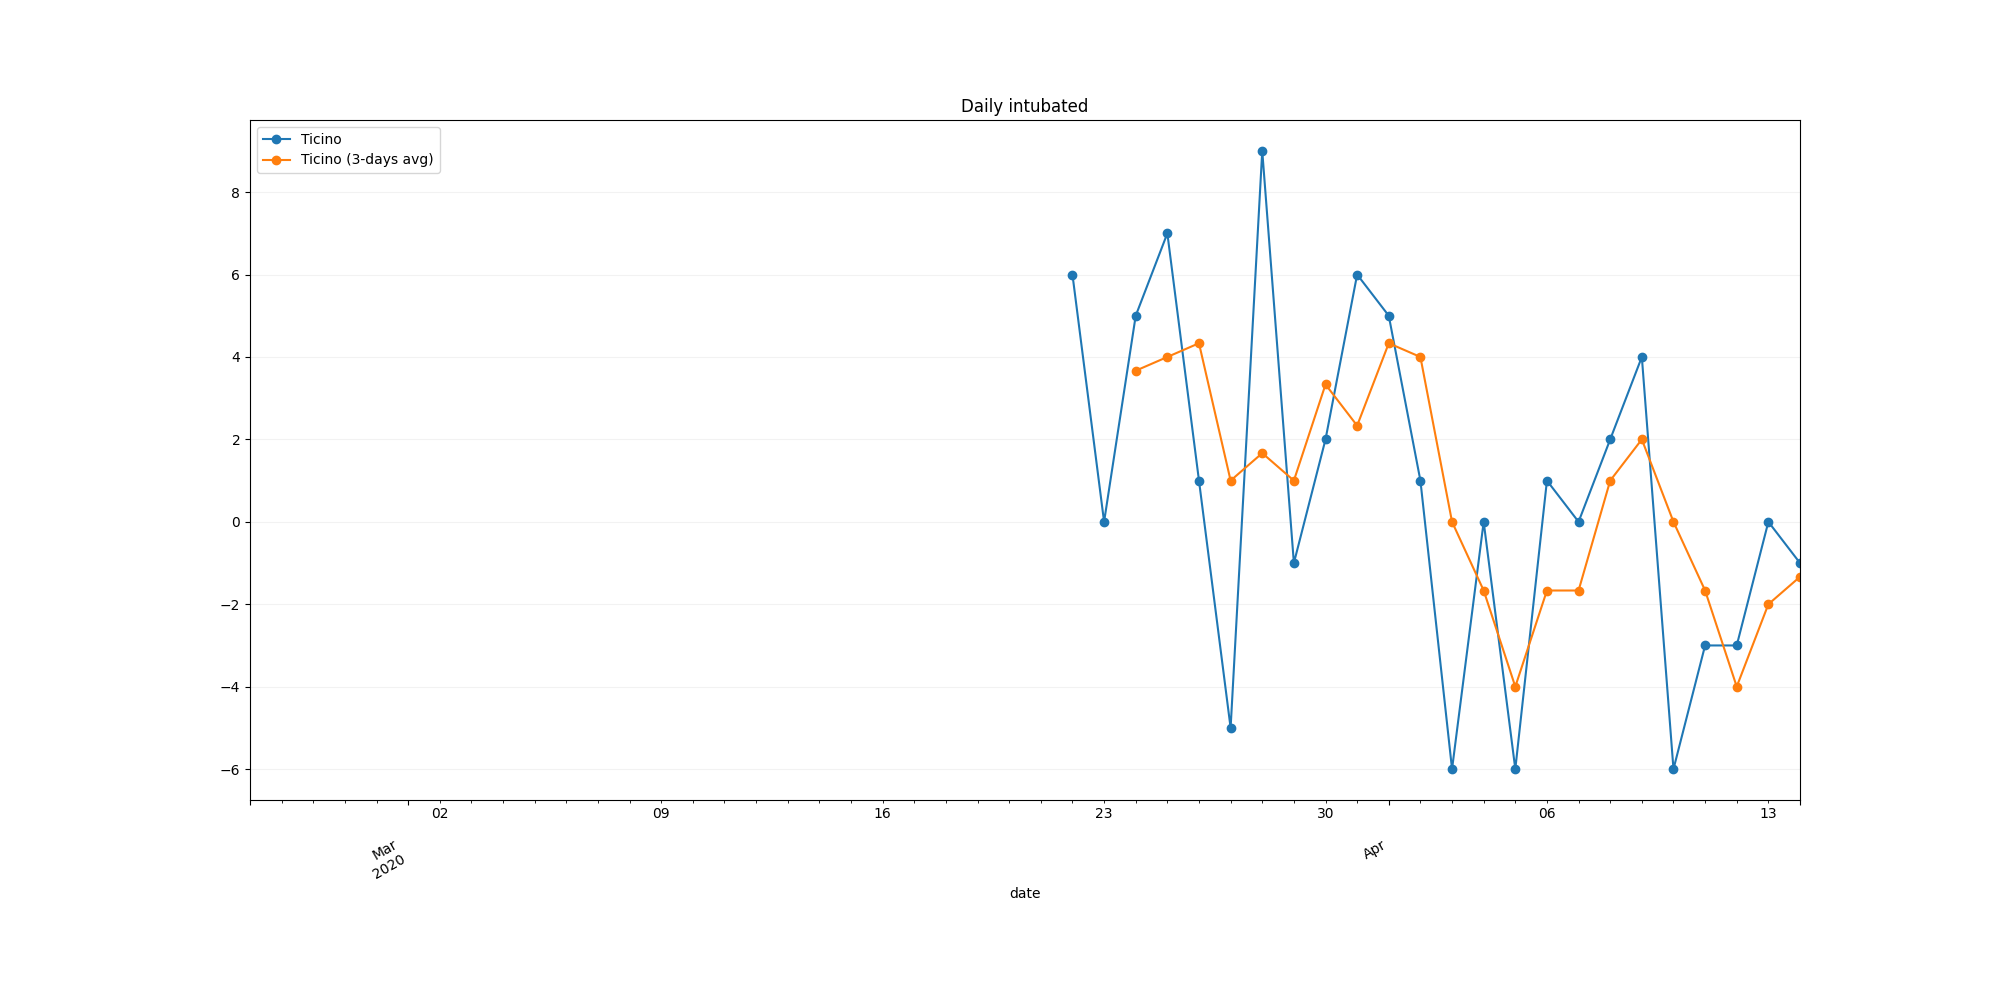 Daily intubated
Ticino
Ticino (3-days avg)
8
6
4
2
0
−2
−4
−6
02 09 16 23 30 06 13
Mar Apr
2020
date